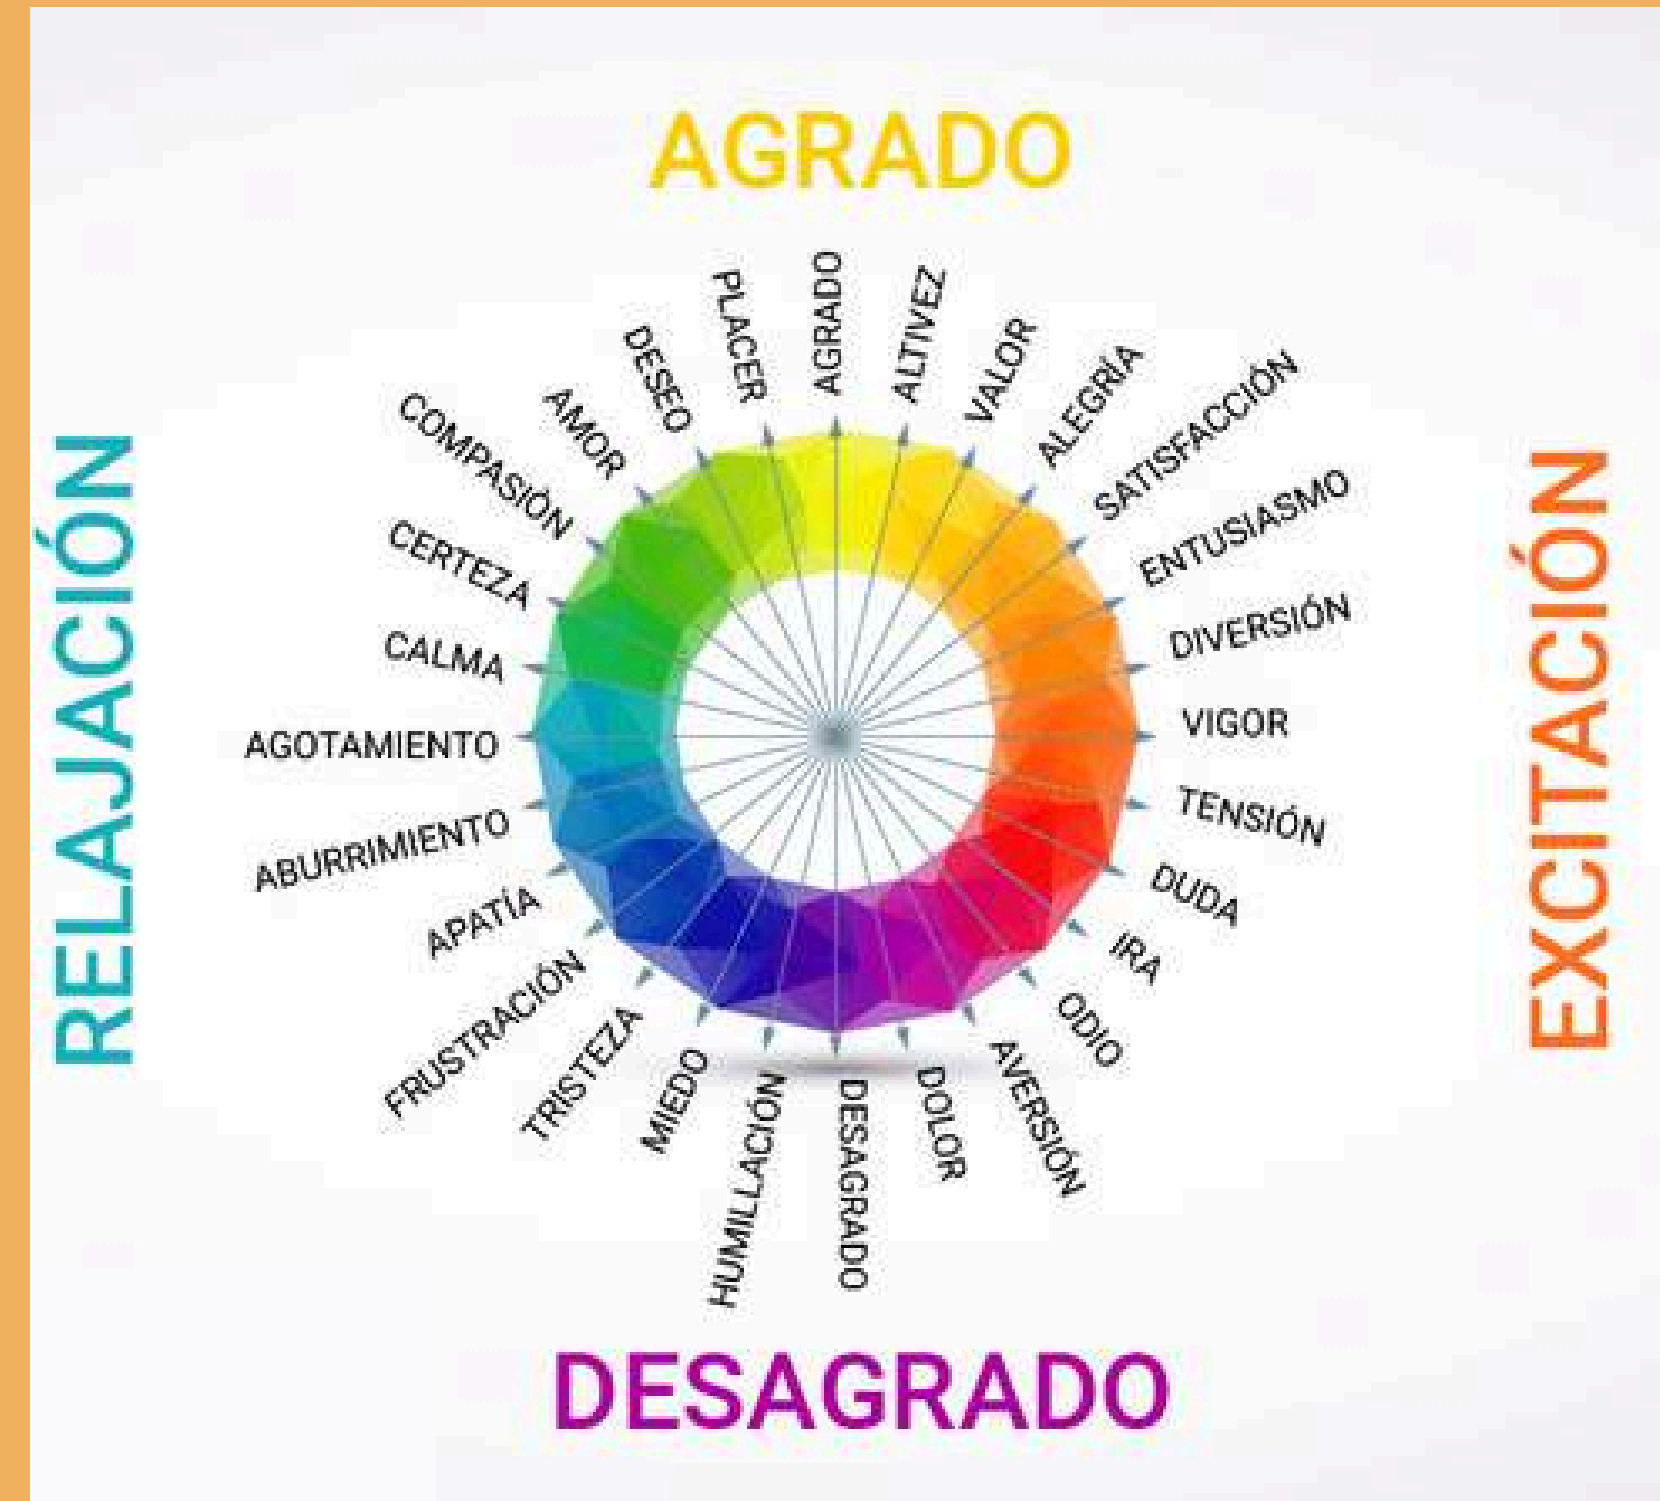 AGRADO
AGRADO
ALTIVEZ
VALOR
ALEGRÍA
SATISFACCIÓN
ENTUSIASMO
DIVERSIÓN
VIGOR
TENSIÓN
DUDA
IRA
ODIO
AVERSIÓN
DOLOR
DESAGRADO
HUMILLACIÓN
MIEDO
TRISTEZA
FRUSTRACIÓN
APATÍA
ABURRIMIENTO
AGOTAMIENTO
CALMA
CERTEZA
COMPASIÓN
AMOR
DESEO
PLACER
RELAJACIÓN
EXCITACIÓN
DESAGRADO